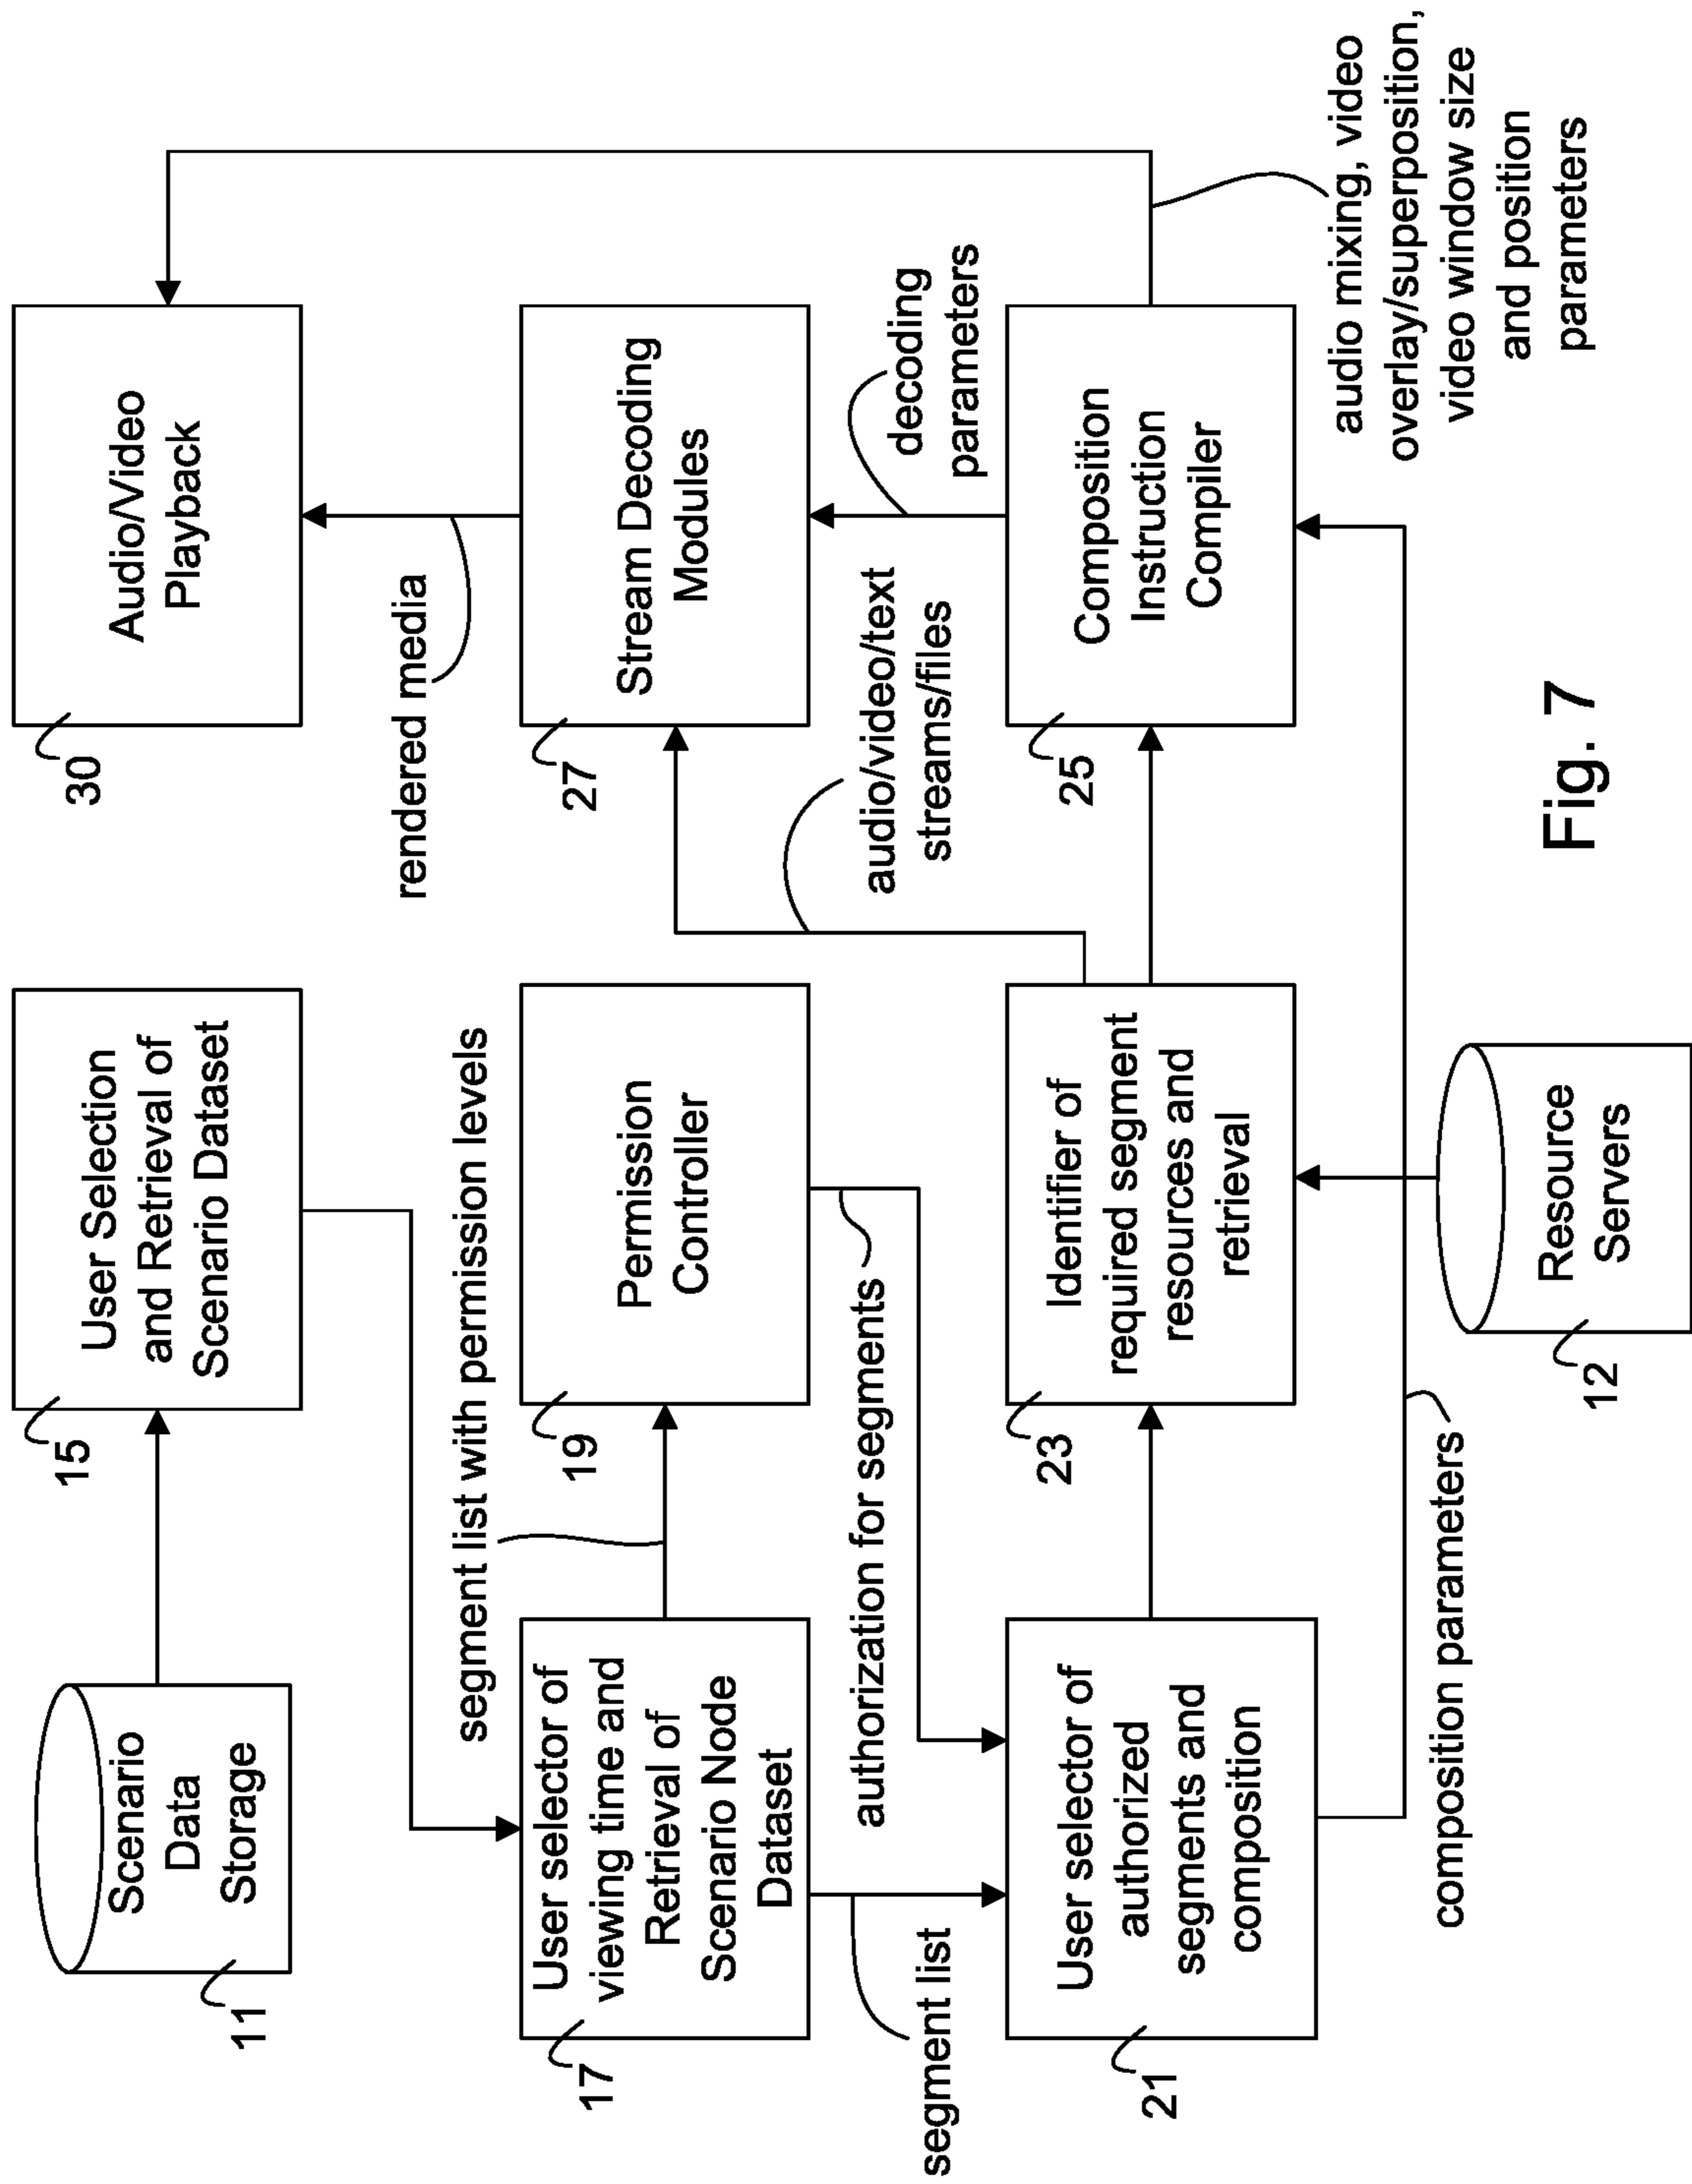 Scenario
Data
Storage
11
User Selection
and Retrieval of
Scenario Dataset
15
Audio/Video
Playback
30
segment list with permission levels
rendered media
User selector of
viewing time and
Retrieval of
Scenario Node
Dataset
17
Permission
Controller
19
Stream Decoding
Modules
27
segment list
authorization for segments
audio/video/text
streams/files
decoding
parameters
User selector of
authorized
segments and
composition
21
Identifier of
required segment
resources and
retrieval
23
Composition
Instruction
Compiler
25
composition parameters
Resource
Servers
12
audio mixing, video
overlay/superposition,
video window size
and position
parameters
Fig. 7